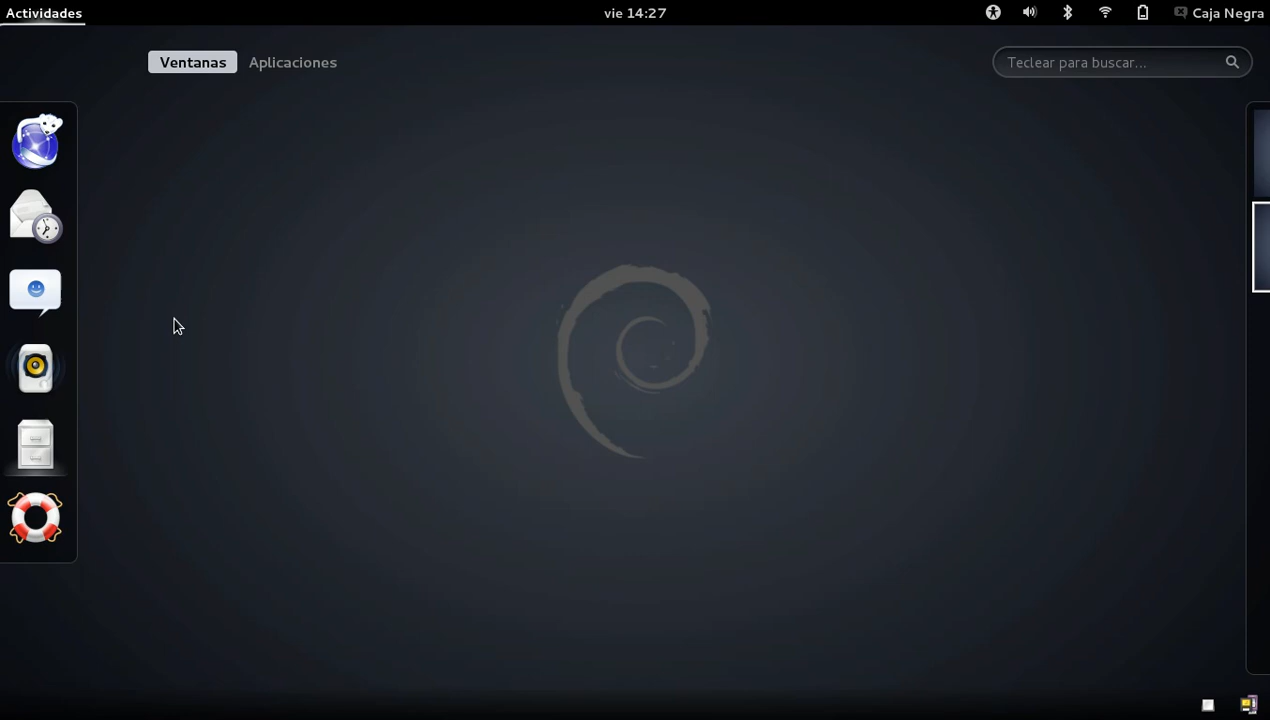 Actividades
vie 14:27
Caja Negra
Ventanas
Aplicaciones
Teclear para buscar...